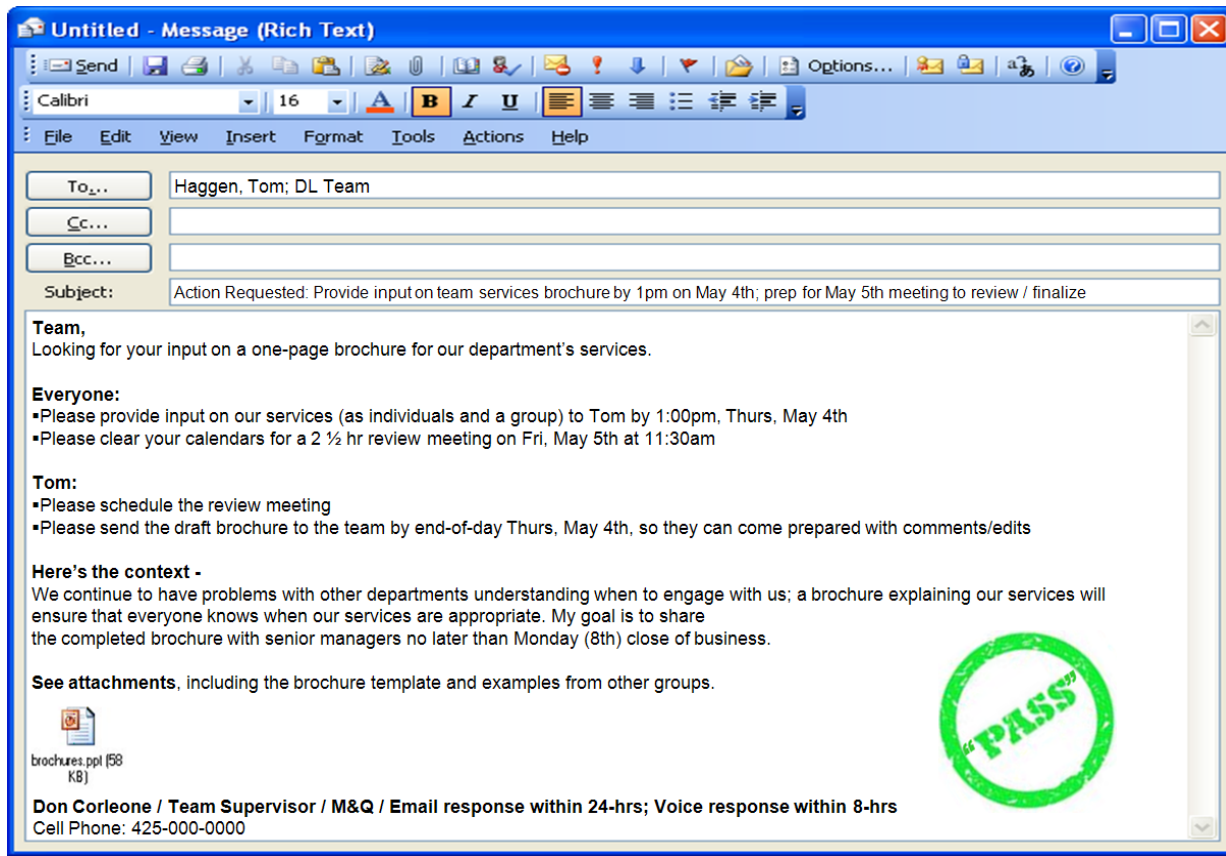 Untitled - Message (Rich Text)
Send Options...
Calibri 16 A B I U
File Edit View Insert Format Tools Actions Help
To... Haggen, Tom; DL Team
Cc...
Bcc...
Subject: Action Requested: Provide input on team services brochure by 1pm on May 4th; prep for May 5th meeting to review / finalize
Team,
Looking for your input on a one-page brochure for our department's services.
Everyone:
▪Please provide input on our services (as individuals and a group) to Tom by 1:00pm, Thurs, May 4th
▪Please clear your calendars for a 2 ½ hr review meeting on Fri, May 5th at 11:30am
Tom:
▪Please schedule the review meeting
▪Please send the draft brochure to the team by end-of-day Thurs, May 4th, so they can come prepared with comments/edits
Here's the context -
We continue to have problems with other departments understanding when to engage with us; a brochure explaining our services will
ensure that everyone knows when our services are appropriate. My goal is to share
the completed brochure with senior managers no later than Monday (8th) close of business.
See attachments, including the brochure template and examples from other groups.
"PASS"
brochures.ppl (58
KB)
Don Corleone / Team Supervisor / M&Q / Email response within 24-hrs; Voice response within 8-hrs
Cell Phone: 425-000-0000